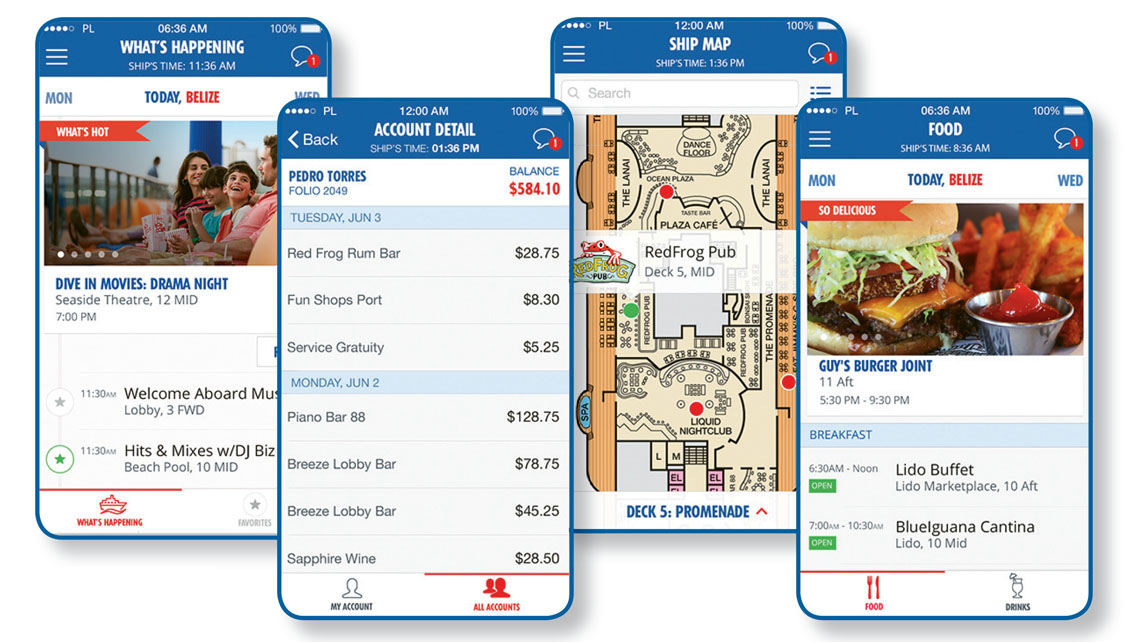 PL 06:36 AM 100%
WHAT'S HAPPENING
SHIP'S TIME: 11:36 AM
1
MON TODAY, BELIZE WED
WHAT'S HOT
DIVE IN MOVIES: DRAMA NIGHT
Seaside Theatre, 12 MID
7:00 PM
11:30AM Welcome Aboard Mus
Lobby, 3 FWD
11:30AM Hits & Mixes w/DJ Biz
Beach Pool, 10 MID
WHAT'S HAPPENING
FAVORITES
PL 12:00 AM 100%
Back ACCOUNT DETAIL
SHIP'S TIME: 01:36 PM
1
PEDRO TORRES BALANCE
FOLIO 2049 $584.10
TUESDAY, JUN 3
Red Frog Rum Bar $28.75
Fun Shops Port $8.30
Service Gratuity $5.25
MONDAY, JUN 2
Piano Bar 88 $128.75
Breeze Lobby Bar $78.75
Breeze Lobby Bar $45.25
Sapphire Wine $28.50
MY ACCOUNT
ALL ACCOUNTS
PL 12:00 AM 100%
SHIP MAP
SHIP'S TIME: 1:36 PM
1
Search
DANCE
FLOOR
THE LANAI
THE LANAI
OCEAN PLAZA
TASTE BAR
PLAZA CAFÉ
REDFROG
PUB
RedFrog Pub
Deck 5, MID
REDFROG PUB
REDFROG PUB
BONSAI
THE PROMENADE
SPA
LIQUID
NIGHTCLUB
L M
EL EL
EL EL
DECK 5: PROMENADE
PL 06:36 AM 100%
FOOD
SHIP'S TIME: 8:36 AM
1
MON TODAY, BELIZE WED
SO DELICIOUS
GUY'S BURGER JOINT
11 Aft
5:30 PM - 9:30 PM
BREAKFAST
6:30AM - Noon Lido Buffet
OPEN Lido Marketplace, 10 Aft
7:00AM - 10:30AM BlueIguana Cantina
OPEN Lido, 10 Mid
FOOD
DRINKS